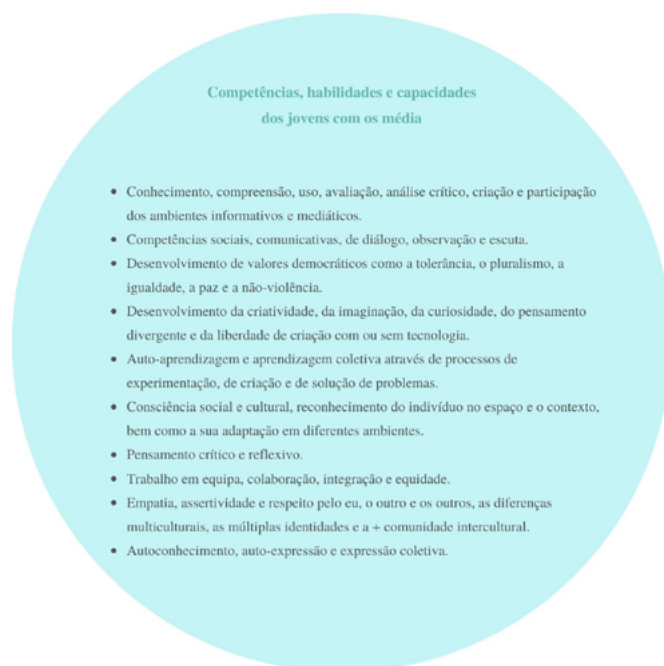 Competências, habilidades e capacidades
dos jovens com os média
• Conhecimento, compreensão, uso, avaliação, análise crítico, criação e participação
dos ambientes informativos e mediáticos.
• Competências sociais, comunicativas, de diálogo, observação e escuta.
• Desenvolvimento de valores democráticos como a tolerância, o pluralismo, a
igualdade, a paz e a não-violência.
• Desenvolvimento da criatividade, da imaginação, da curiosidade, do pensamento
divergente e da liberdade de criação com ou sem tecnologia.
• Auto-aprendizagem e aprendizagem coletiva através de processos de
experimentação, de criação e de solução de problemas.
• Consciência social e cultural, reconhecimento do indivíduo no espaço e o contexto,
bem como a sua adaptação em diferentes ambientes.
• Pensamento crítico e reflexivo.
• Trabalho em equipa, colaboração, integração e equidade.
• Empatia, assertividade e respeito pelo eu, o outro e os outros, as diferenças
multiculturais, as múltiplas identidades e a + comunidade intercultural.
• Autoconhecimento, auto-expressão e expressão coletiva.